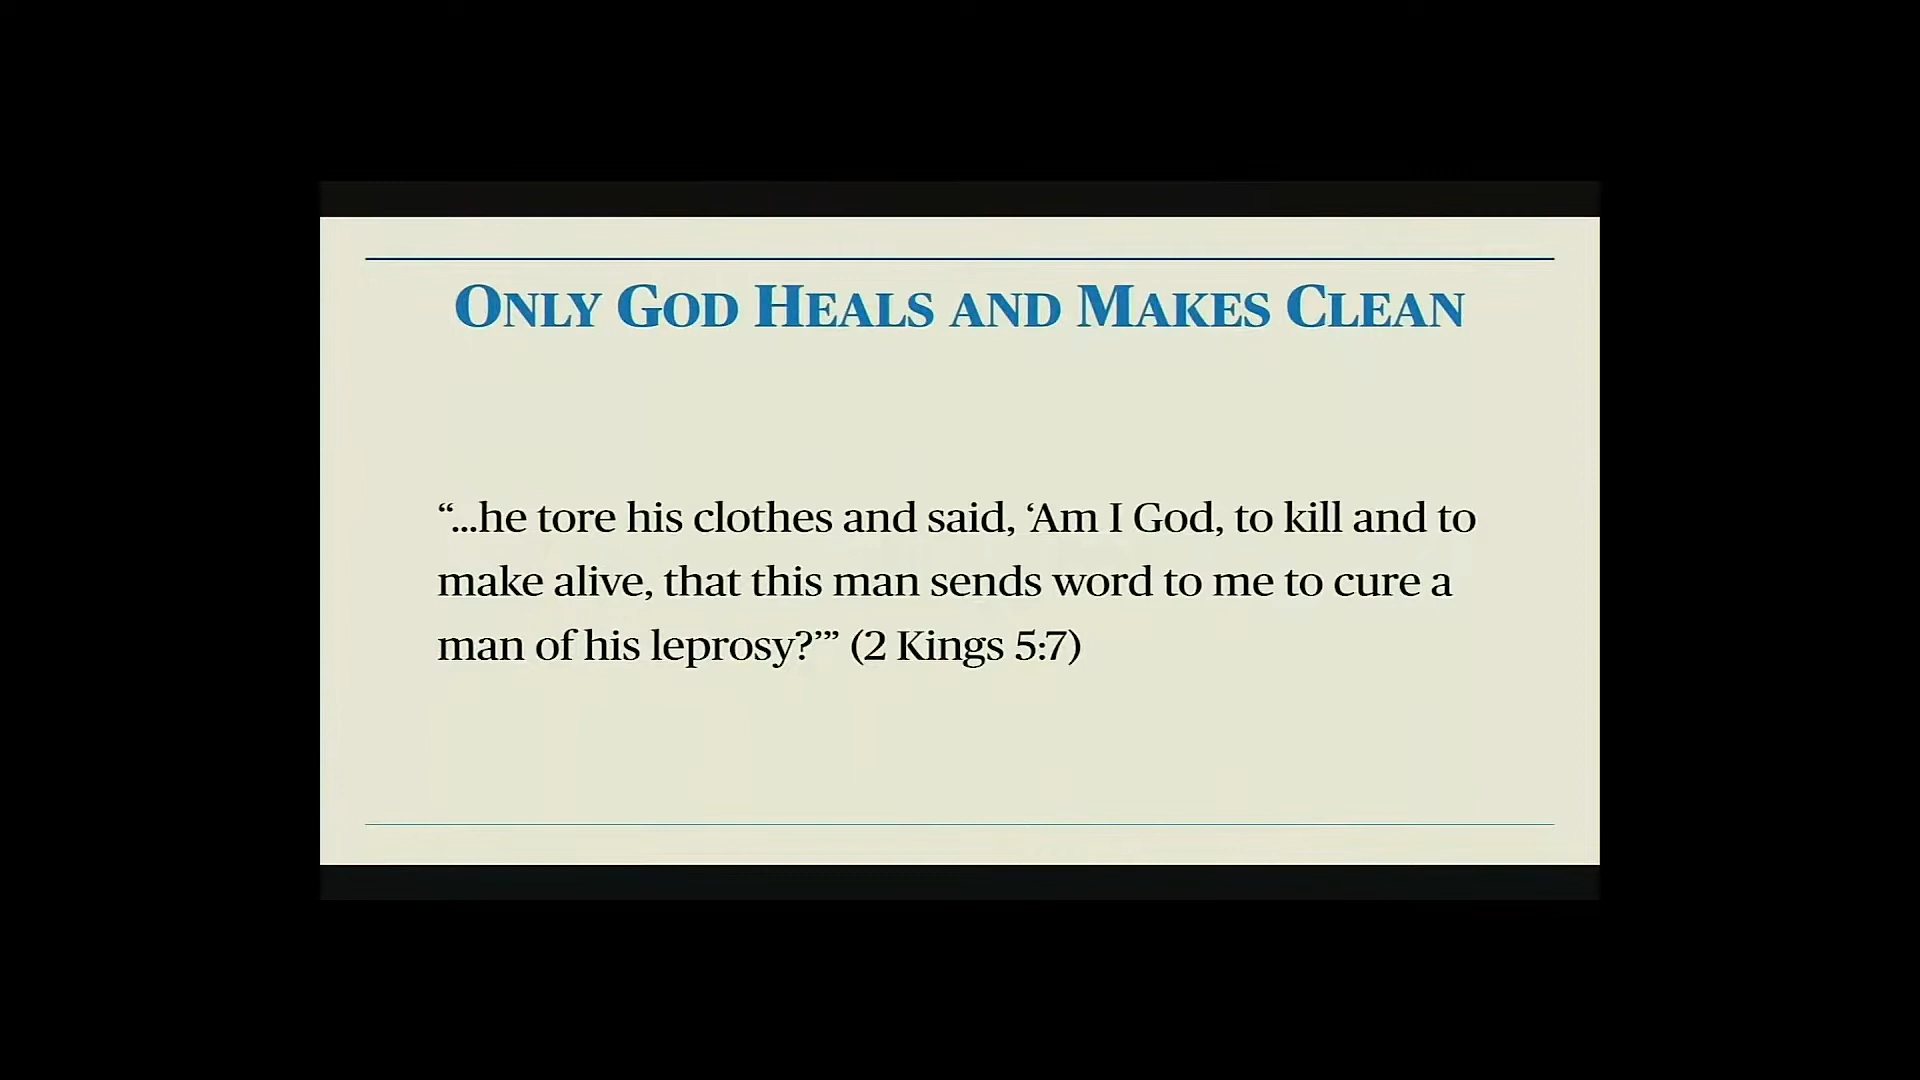 Only God Heals and Makes Clean
“...he tore his clothes and said, ‘Am I God, to kill and to
make alive, that this man sends word to me to cure a
man of his leprosy?’” (2 Kings 5:7)